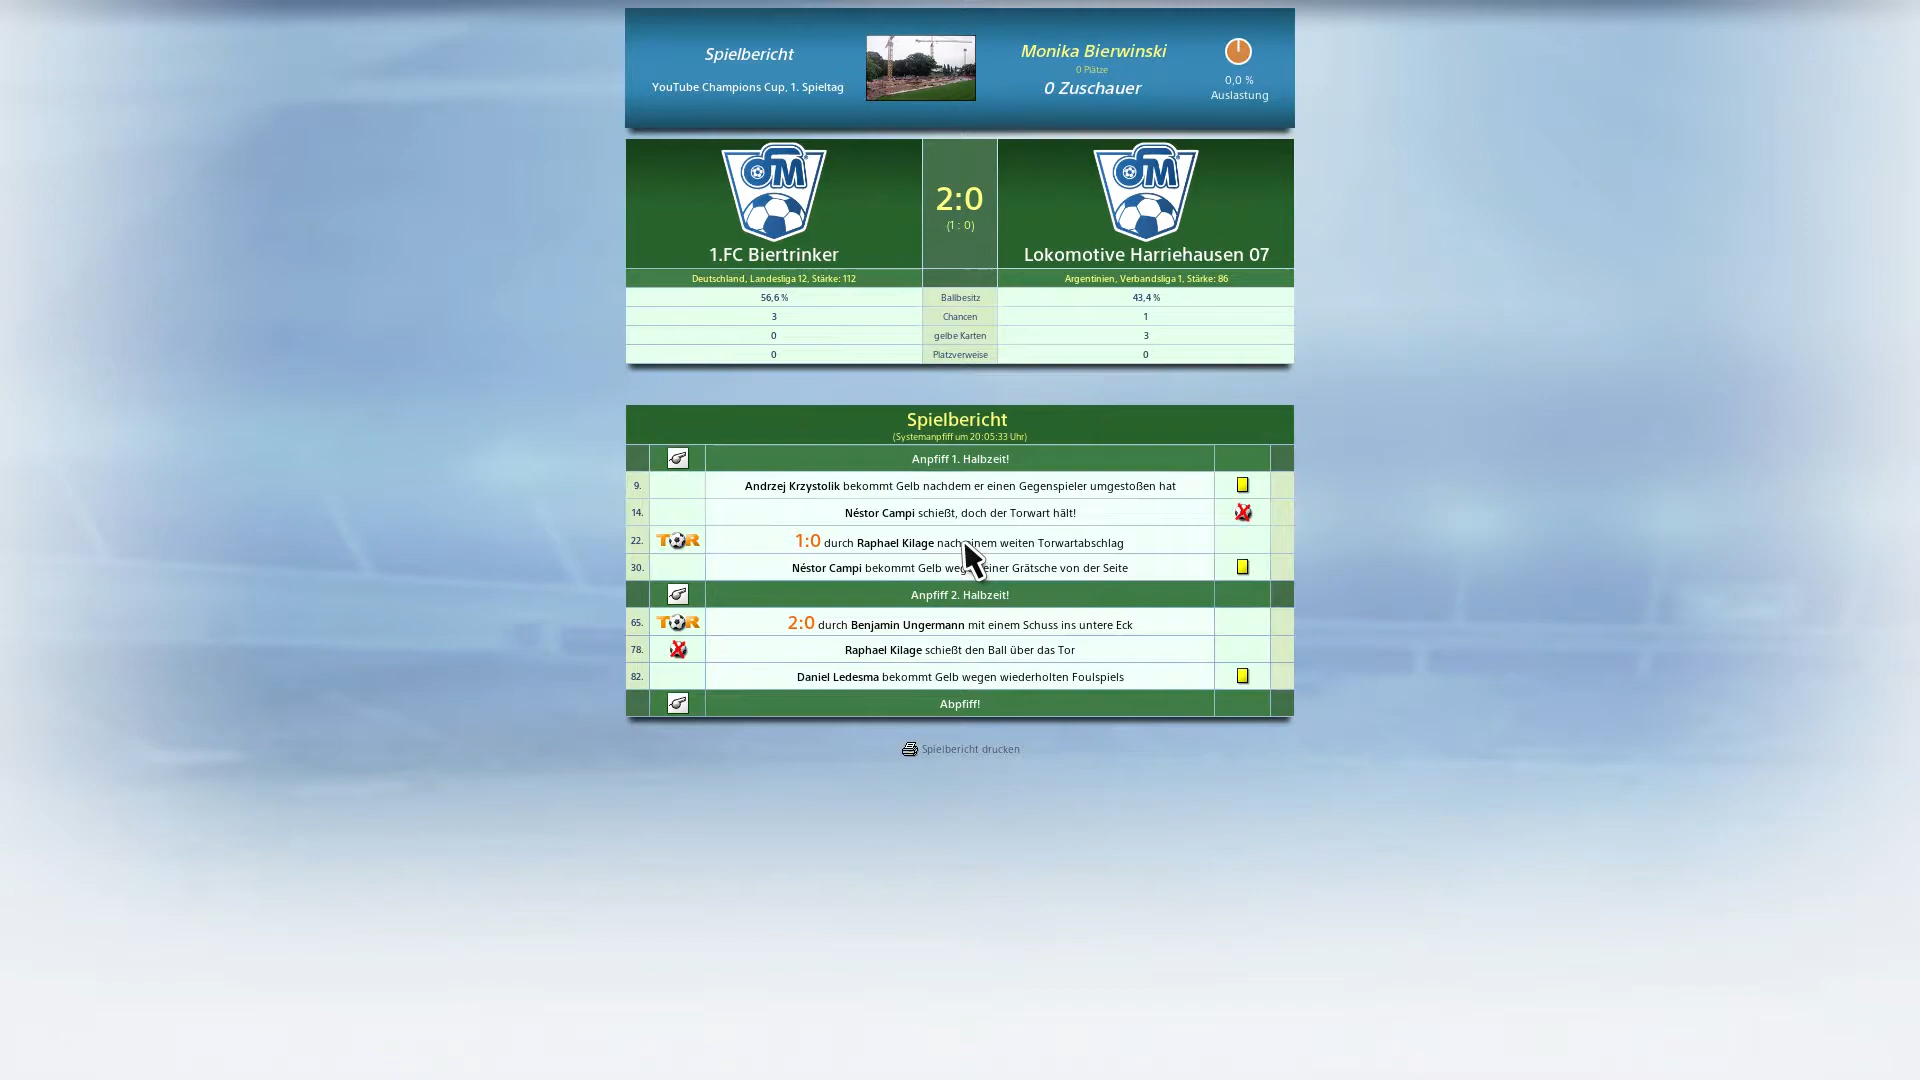 Spielbericht
YouTube Champions Cup, 1. Spieltag
Monika Bierwinski
0 Plätze
0 Zuschauer
0,0 %
Auslastung
OFM
OFM
2:0
(1 : 0)
1.FC Biertrinker
Lokomotive Harriehausen 07
Deutschland, Landesliga 12, Stärke: 112
Argentinien, Verbandsliga 1, Stärke: 86
56,6 % Ballbesitz 43,4 %
3 Chancen 1
0 gelbe Karten 3
0 Platzverweise 0
Spielbericht
(Systemanpfiff um 20:05:33 Uhr)
Anpfiff 1. Halbzeit!
9. Andrzej Krzystolik bekommt Gelb nachdem er einen Gegenspieler umgestoßen hat
14. Néstor Campi schießt, doch der Torwart hält!
22. TOR 1:0 durch Raphael Kilage nach weiten Torwartabschlag
30. Néstor Campi bekommt Gelb Grätsche von der Seite
Anpfiff 2. Halbzeit!
65. TOR 2:0 durch Benjamin Ungermann mit einem Schuss ins untere Eck
78. Raphael Kilage schießt den Ball über das Tor
82. Daniel Ledesma bekommt Gelb wegen wiederholten Foulspiels
Abpfiff!
Spielbericht drucken